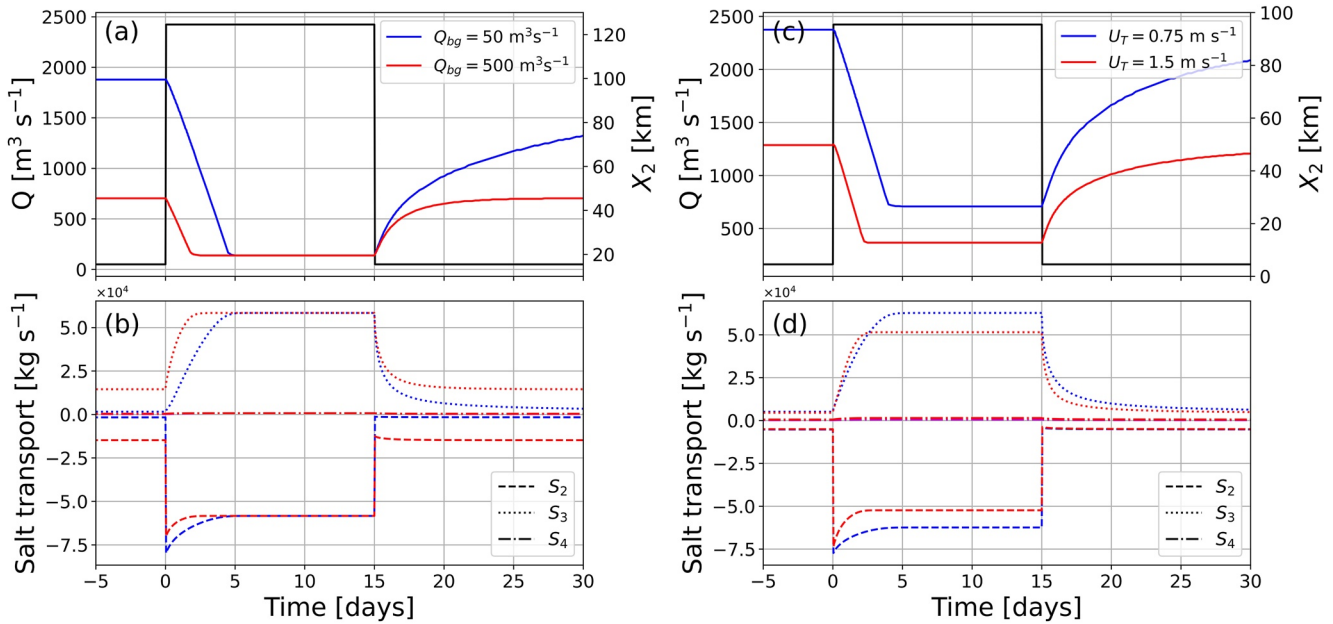 (a)
Q_bg = 50 m³s⁻¹
Q_bg = 500 m³s⁻¹
2500
2000
1500
1000
500
0
Q [m³ s⁻¹]
120
100
80
60
40
20
X₂ [km]
(c)
U_T = 0.75 m s⁻¹
U_T = 1.5 m s⁻¹
2500
2000
1500
1000
500
Q [m³ s⁻¹]
100
80
60
40
20
0
X₂ [km]
(b)
×10⁴
5.0
2.5
0.0
−2.5
−5.0
−7.5
Salt transport [kg s⁻¹]
S₂
S₃
S₄
−5 0 5 10 15 20 25 30
Time [days]
(d)
×10⁴
5.0
2.5
0.0
−2.5
−5.0
−7.5
Salt transport [kg s⁻¹]
S₂
S₃
S₄
−5 0 5 10 15 20 25 30
Time [days]